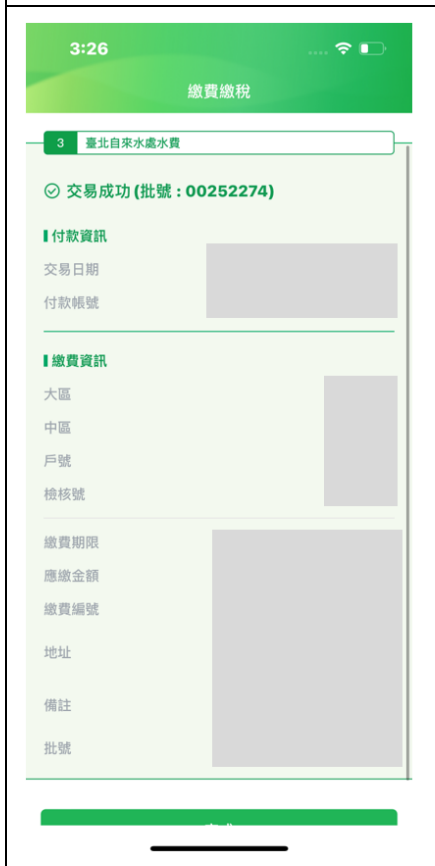 3:26
繳費繳稅
3 臺北自來水處水費
交易成功 (批號 : 00252274)
付款資訊
交易日期
付款帳號
繳費資訊
大區
中區
戶號
檢核號
繳費期限
應繳金額
繳費編號
地址
備註
批號